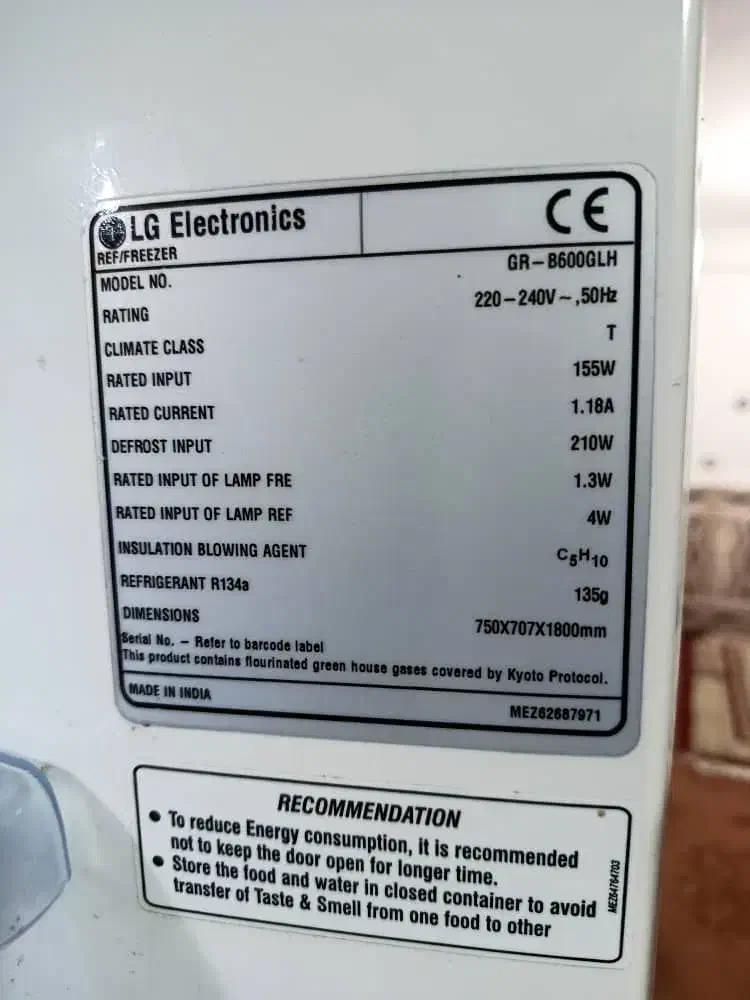 LG Electronics CE
REF/FREEZER
MODEL NO. GR-B600GLH
RATING 220-240V~,50Hz
CLIMATE CLASS T
RATED INPUT 155W
RATED CURRENT 1.18A
DEFROST INPUT 210W
RATED INPUT OF LAMP FRE 1.3W
RATED INPUT OF LAMP REF 4W
INSULATION BLOWING AGENT C5H10
REFRIGERANT R134a 135g
DIMENSIONS 750X707X1800mm
Serial No. - Refer to barcode label
This product contains flourinated green house gases covered by Kyoto Protocol.
MADE IN INDIA MEZ62687971
RECOMMENDATION
• To reduce Energy consumption, it is recommended
not to keep the door open for longer time.
• Store the food and water in closed container to avoid
transfer of Taste & Smell from one food to other
MEZ64764703